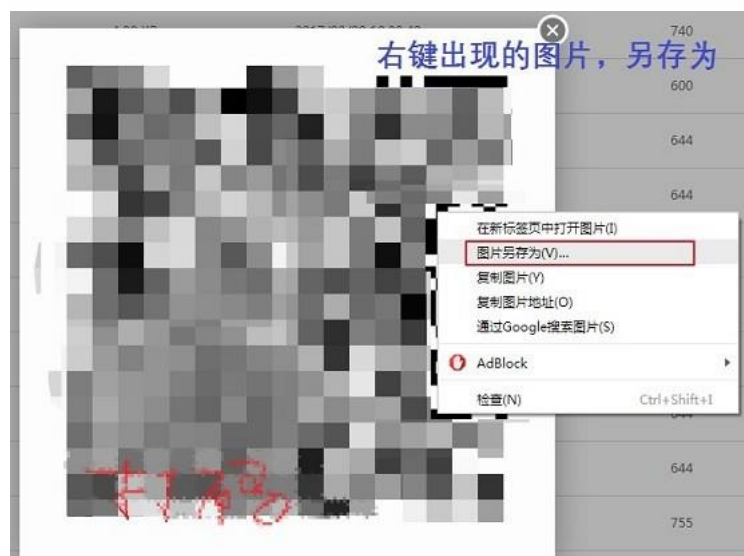 740
右键出现的图片，另存为
600
644
644
在新标签页中打开图片(I)
图片另存为(V)...
复制图片(Y)
复制图片地址(O)
通过Google搜索图片(S)
AdBlock
检查(N) Ctrl+Shift+I
644
755